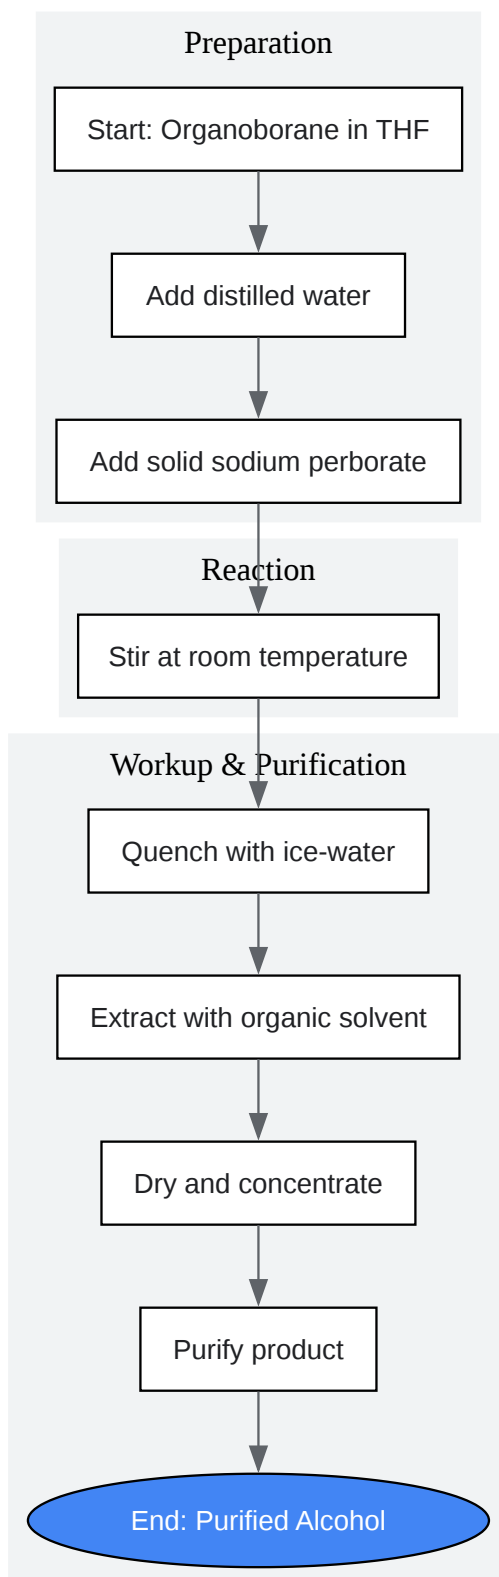 Preparation
Start: Organoborane in THF
Add distilled water
Add solid sodium perborate
Reaction
Stir at room temperature
Workup & Purification
Quench with ice-water
Extract with organic solvent
Dry and concentrate
Purify product
End: Purified Alcohol